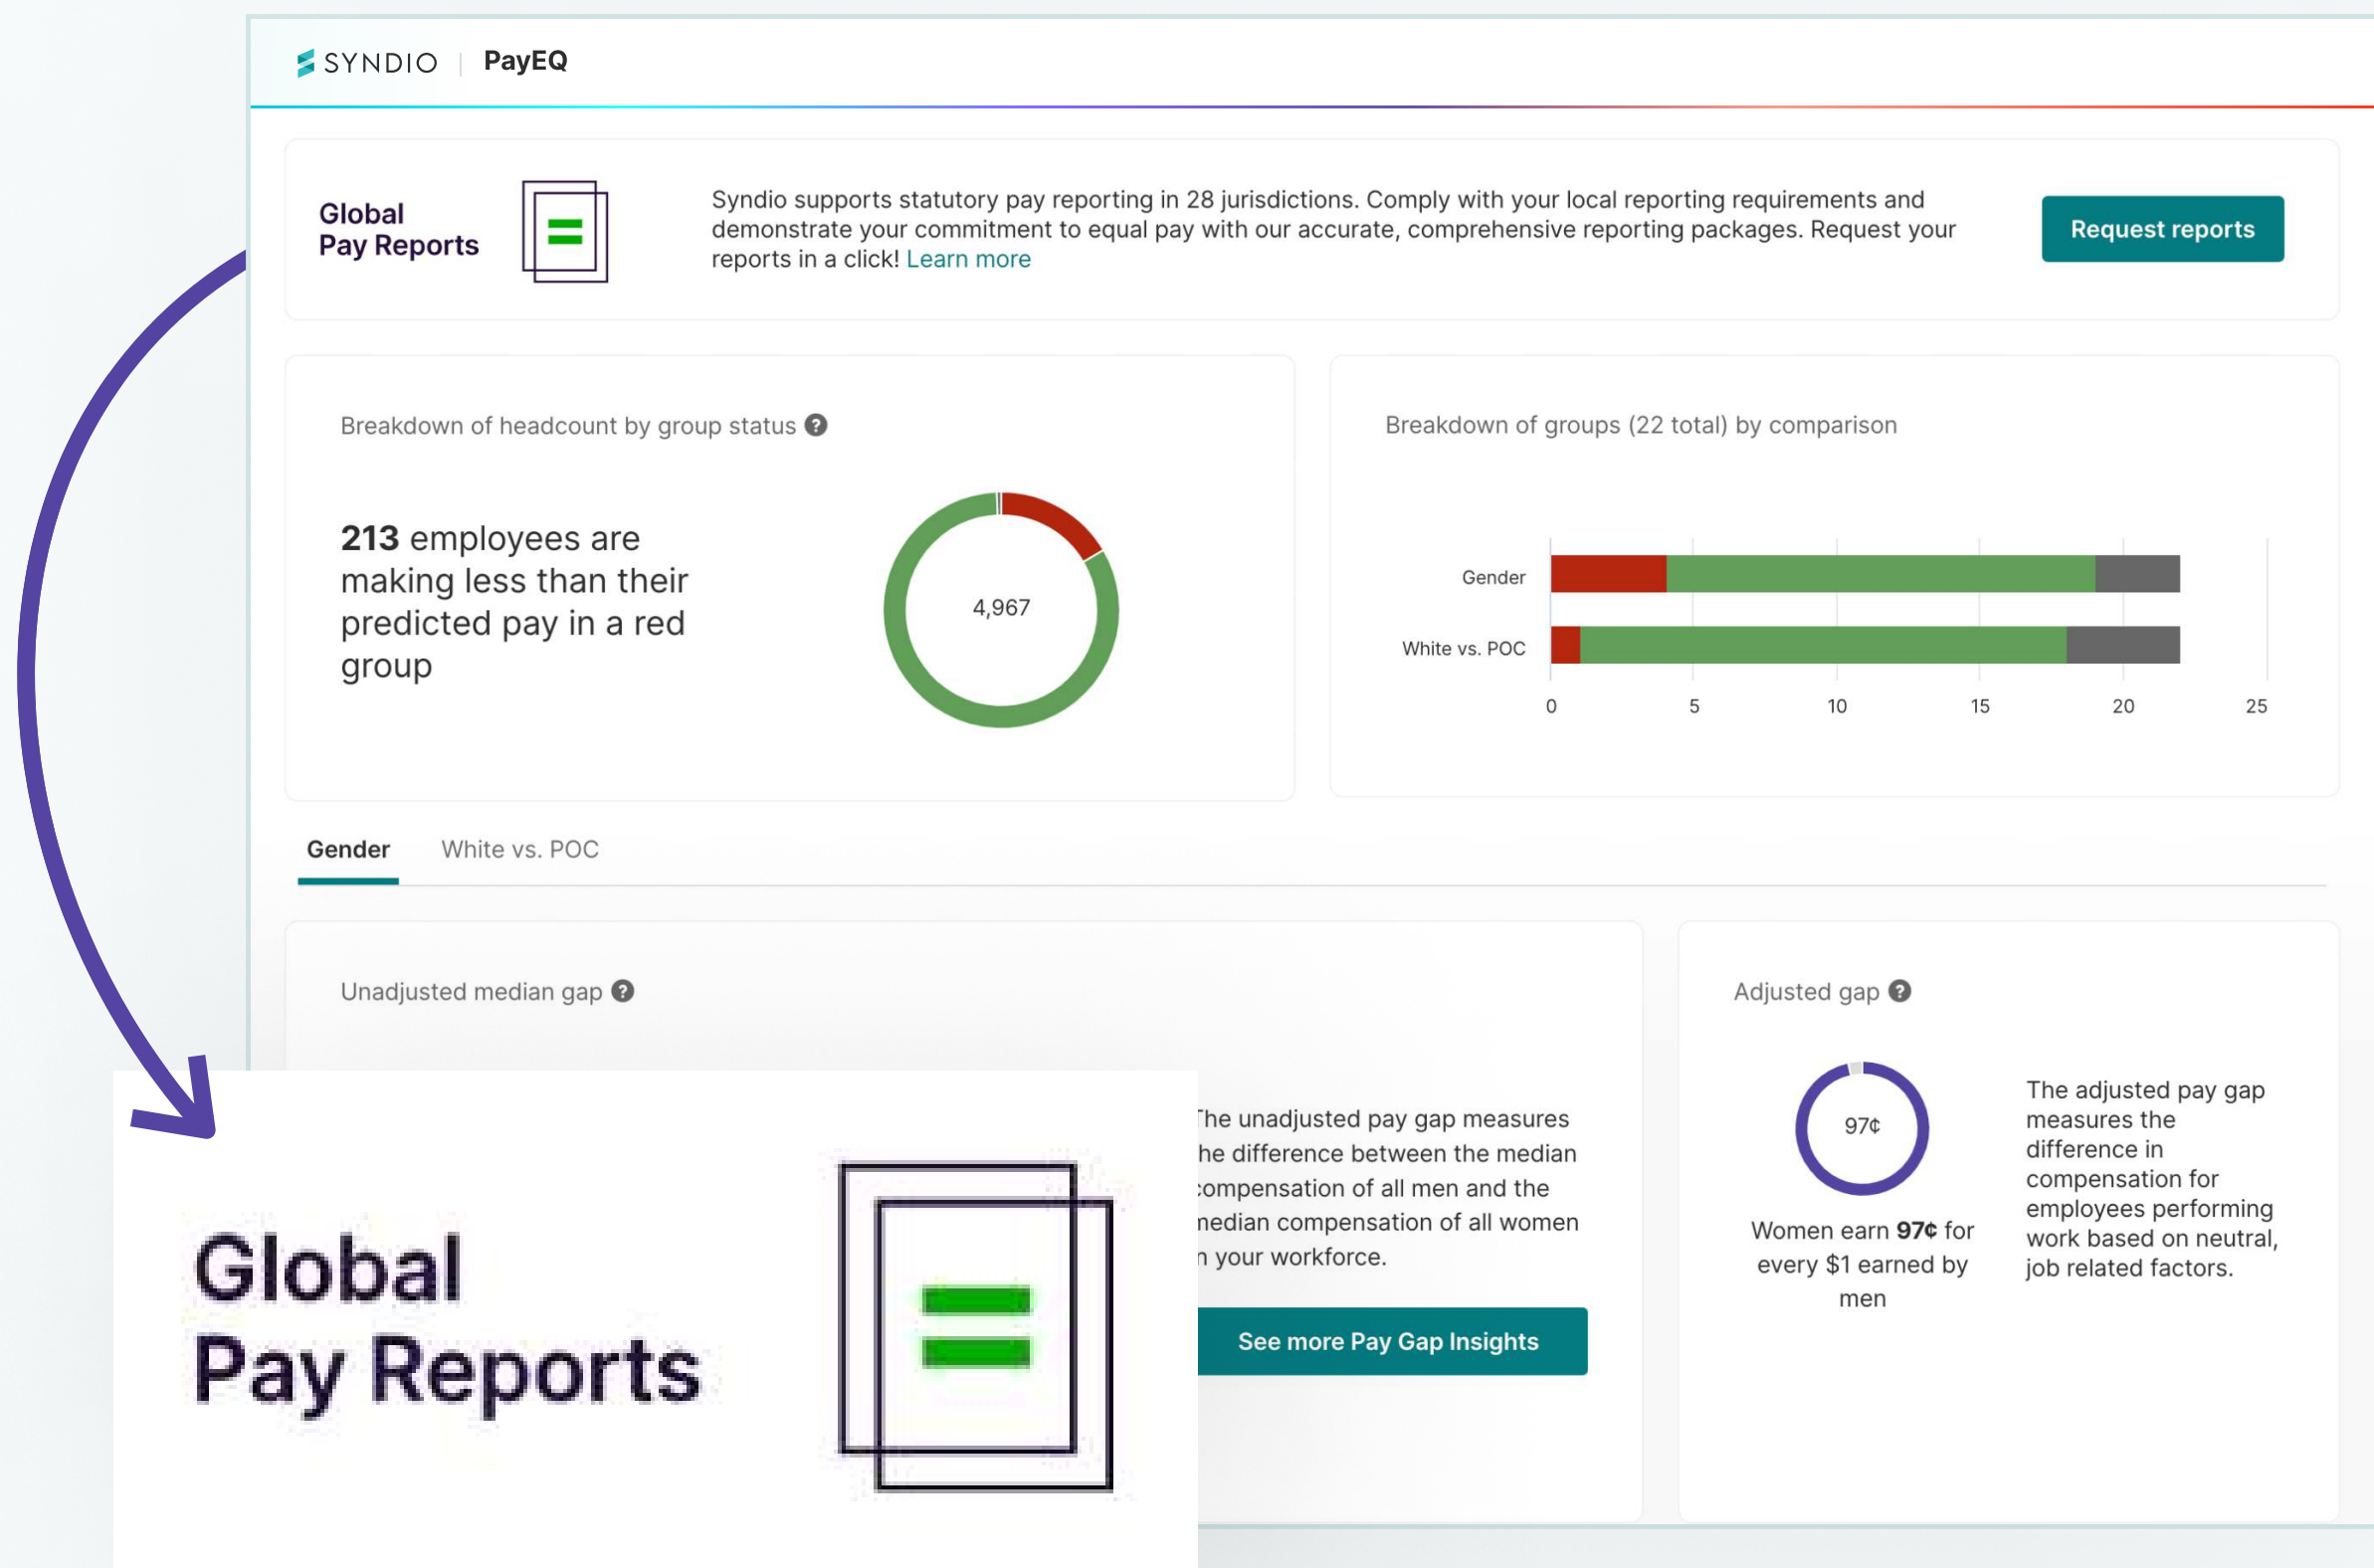 SYNDIO | PayEQ
Global
Pay Reports
Syndio supports statutory pay reporting in 28 jurisdictions. Comply with your local reporting requirements and
demonstrate your commitment to equal pay with our accurate, comprehensive reporting packages. Request your
reports in a click! Learn more
Request reports
Breakdown of headcount by group status ?
213 employees are
making less than their
predicted pay in a red
group
4,967
Breakdown of groups (22 total) by comparison
Gender
White vs. POC
0 5 10 15 20 25
Gender White vs. POC
Unadjusted median gap ?
he unadjusted pay gap measures
he difference between the median
compensation of all men and the
median compensation of all women
n your workforce.
See more Pay Gap Insights
Adjusted gap ?
97¢
Women earn 97¢ for
every $1 earned by
men
The adjusted pay gap
measures the
difference in
compensation for
employees performing
work based on neutral,
job related factors.
Global
Pay Reports